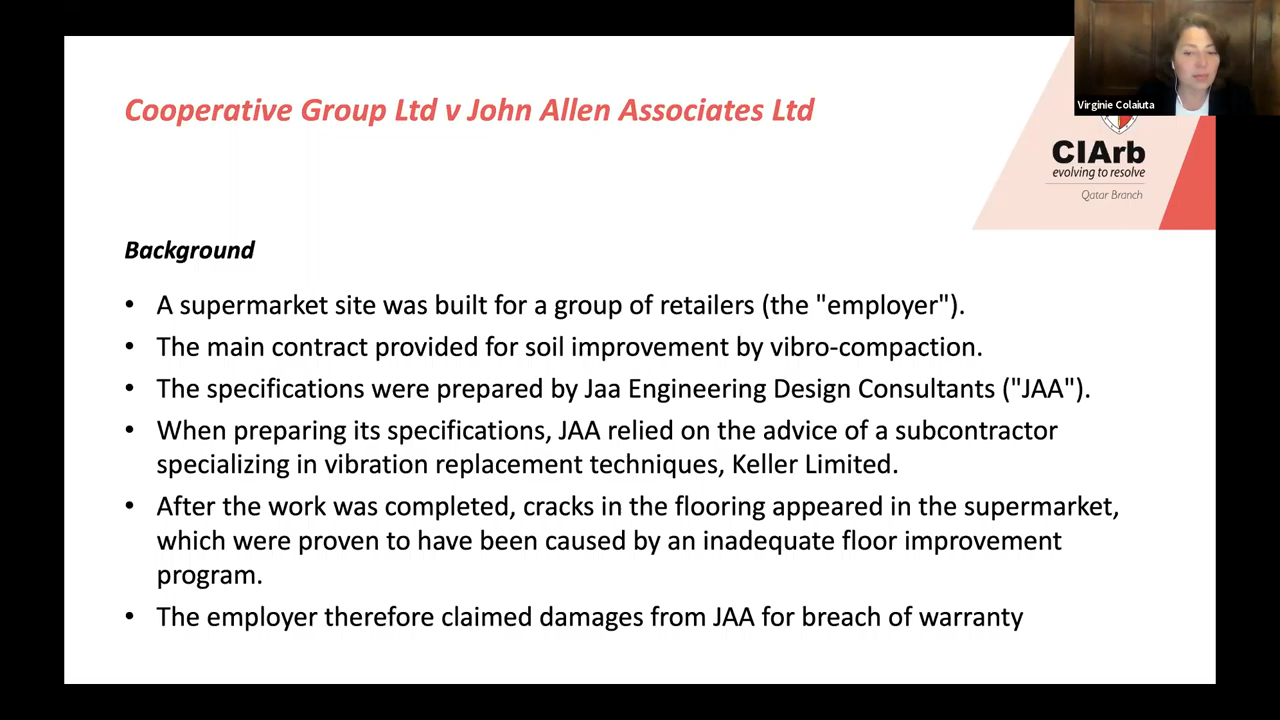 Cooperative Group Ltd v John Allen Associates Ltd
Virginie Colaiuta
CIArb
evolving to resolve
Qatar Branch
Background
• A supermarket site was built for a group of retailers (the "employer").
• The main contract provided for soil improvement by vibro-compaction.
• The specifications were prepared by Jaa Engineering Design Consultants ("JAA").
• When preparing its specifications, JAA relied on the advice of a subcontractor
specializing in vibration replacement techniques, Keller Limited.
• After the work was completed, cracks in the flooring appeared in the supermarket,
which were proven to have been caused by an inadequate floor improvement
program.
• The employer therefore claimed damages from JAA for breach of warranty